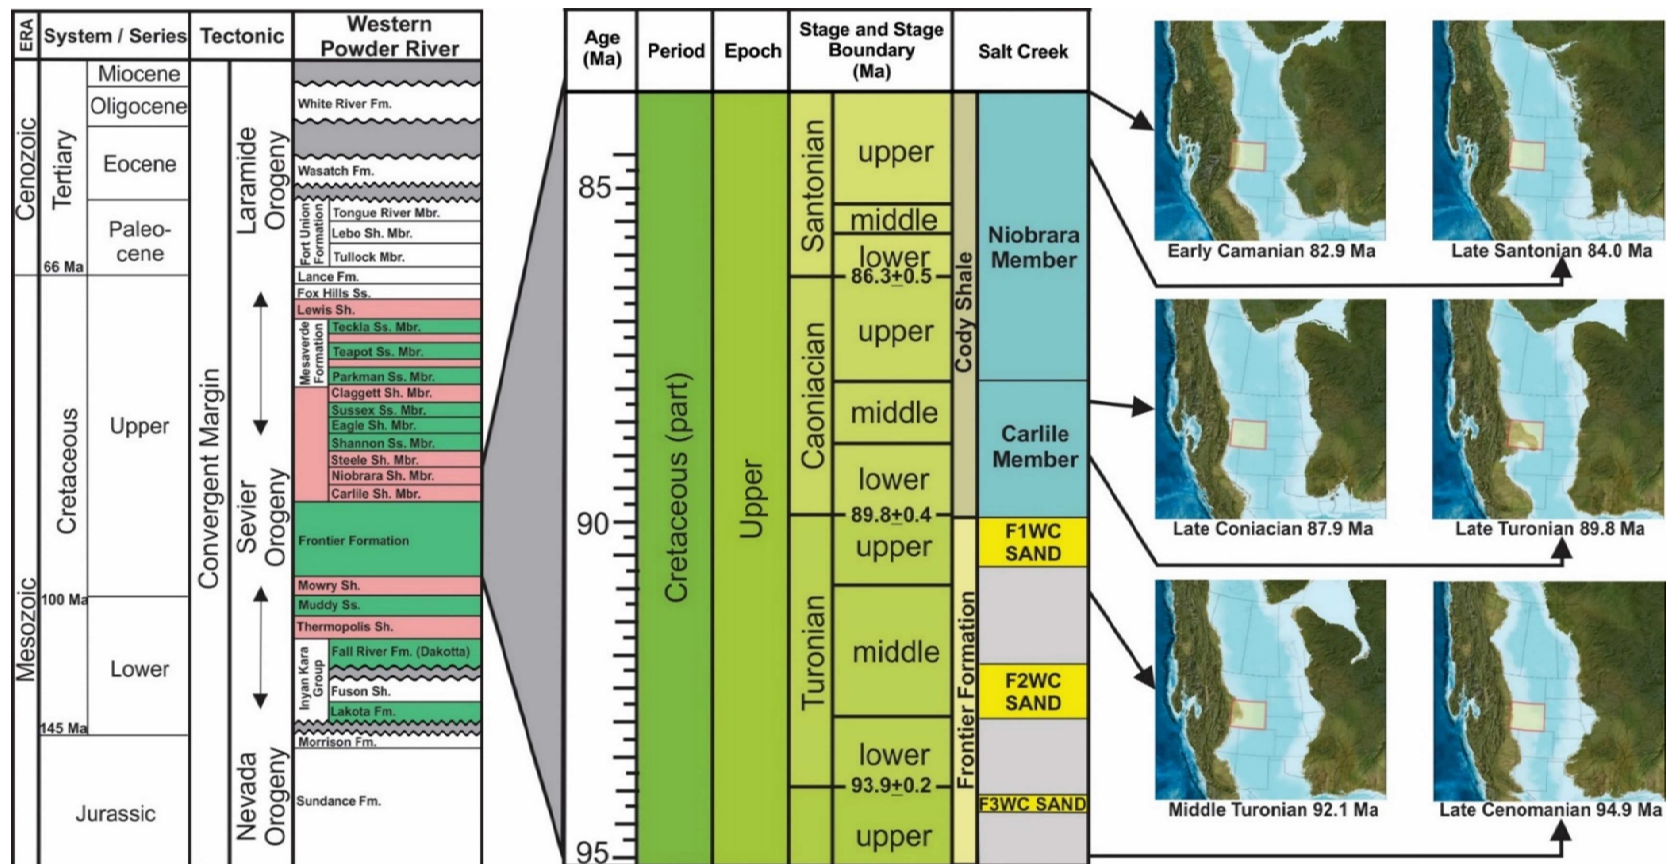 ERA
System / Series
Tectonic
Western
Powder River
Cenozoic
Mesozoic
Tertiary
Cretaceous
Miocene
Oligocene
Eocene
Paleo-
cene
66 Ma
Upper
100 Ma
Lower
145 Ma
Jurassic
Convergent Margin
Laramide
Orogeny
Sevier
Orogeny
Nevada
Orogeny
White River Fm.
Wasatch Fm.
Fort Union
Formation
Tongue River Mbr.
Lebo Sh. Mbr.
Tullock Mbr.
Lance Fm.
Fox Hills Ss.
Lewis Sh.
Mesaverde
Formation
Teckla Ss. Mbr.
Teapot Ss. Mbr.
Parkman Ss. Mbr.
Claggett Sh. Mbr.
Sussex Ss. Mbr.
Eagle Sh. Mbr.
Shannon Ss. Mbr.
Steele Sh. Mbr.
Niobrara Sh. Mbr.
Carlile Sh. Mbr.
Frontier Formation
Mowry Sh.
Muddy Ss.
Thermopolis Sh.
Inyan Kara
Group
Fall River Fm. (Dakotta)
Fuson Sh.
Lakota Fm.
Morrison Fm.
Sundance Fm.
Age
(Ma)
Period
Epoch
Stage and Stage
Boundary
(Ma)
Salt Creek
85
90
95
Cretaceous (part)
Upper
Santonian
upper
middle
lower
86.3±0.5
Caoniacian
upper
middle
lower
89.8±0.4
Turonian
upper
middle
lower
93.9±0.2
upper
Cody Shale
Frontier Formation
Niobrara
Member
Carlile
Member
F1WC
SAND
F2WC
SAND
F3WC SAND
Early Camanian 82.9 Ma
Late Santonian 84.0 Ma
Late Coniacian 87.9 Ma
Late Turonian 89.8 Ma
Middle Turonian 92.1 Ma
Late Cenomanian 94.9 Ma